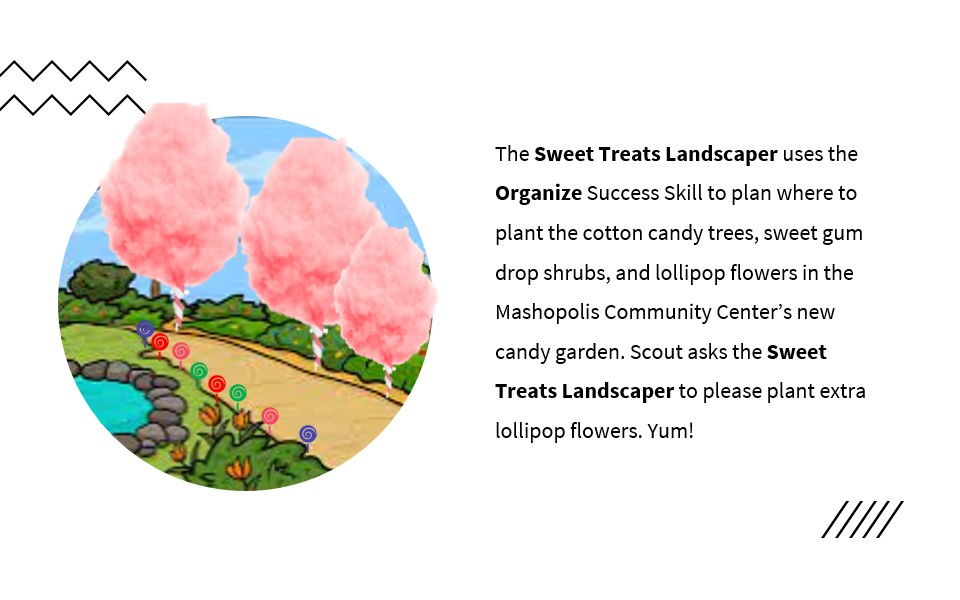 The Sweet Treats Landscaper uses the
Organize Success Skill to plan where to
plant the cotton candy trees, sweet gum
drop shrubs, and lollipop flowers in the
Mashopolis Community Center’s new
candy garden. Scout asks the Sweet
Treats Landscaper to please plant extra
lollipop flowers. Yum!